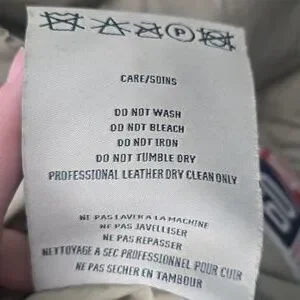 P
CARE/SOINS
DO NOT WASH
DO NOT BLEACH
DO NOT IRON
DO NOT TUMBLE DRY
PROFESSIONAL LEATHER DRY CLEAN ONLY
NE PAS LAVER A LA MACHINE
NE PAS JAVELLISER
NE PAS REPASSER
NETTOYAGE A SEC PROFESSIONNEL POUR CUIR
NE PAS SECHER EN TAMBOUR